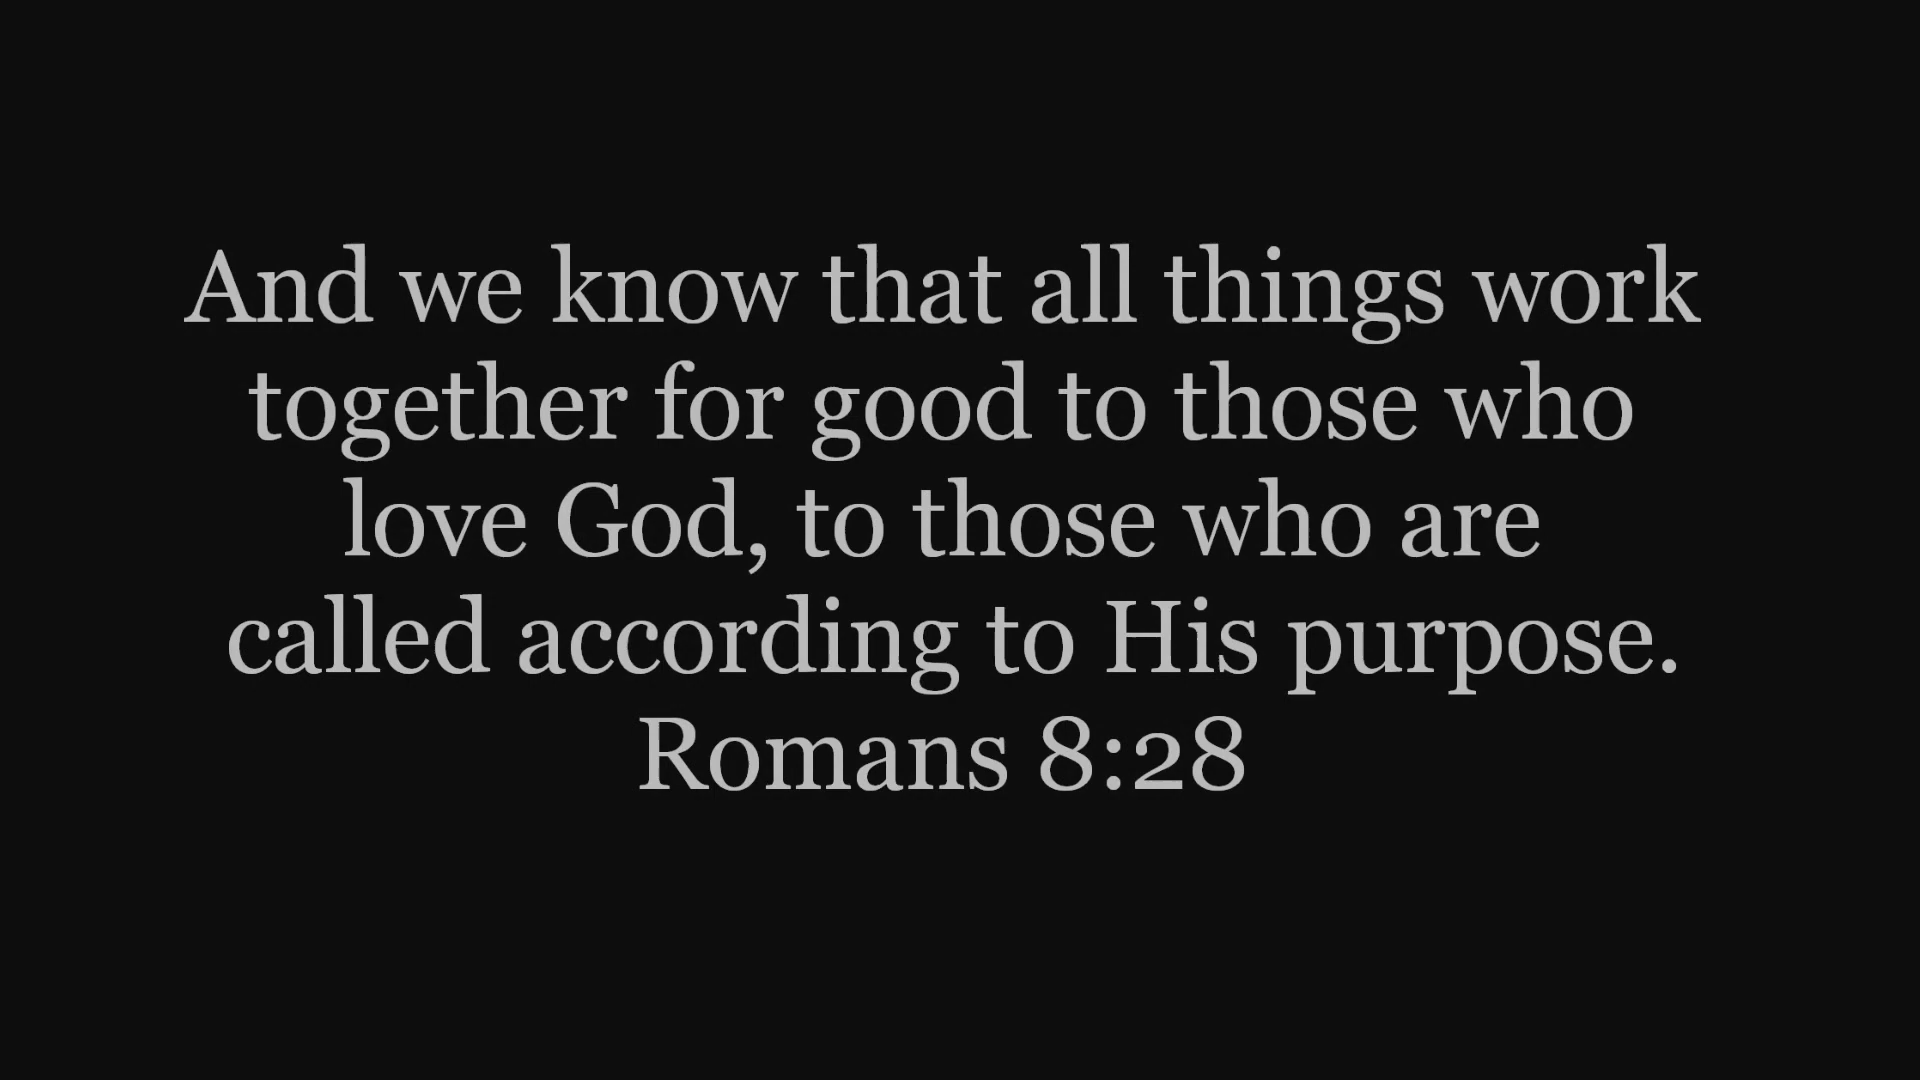 And we know that all things work
together for good to those who
love God, to those who are
called according to His purpose.
Romans 8:28